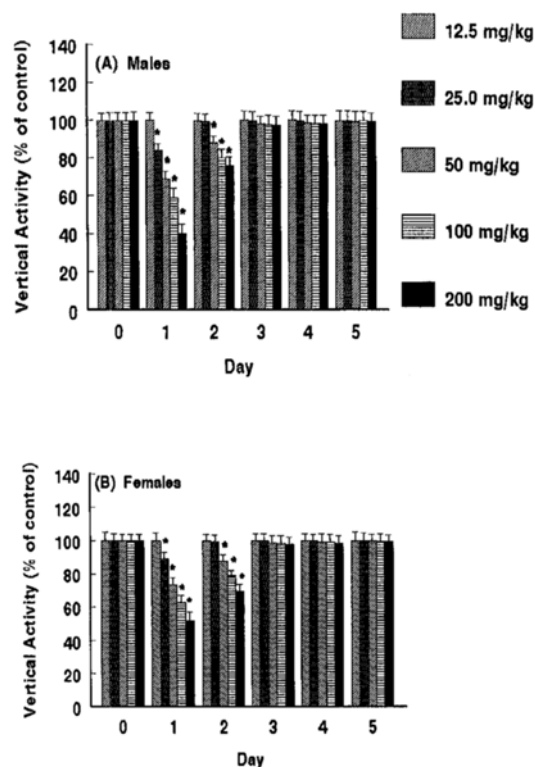 Vertical Activity (% of control)
140
120
100
80
60
40
20
0
(A) Males
* * * * * * *
0 1 2 3 4 5
Day
12.5 mg/kg
25.0 mg/kg
50 mg/kg
100 mg/kg
200 mg/kg
Vertical Activity (% of control)
140
120
100
80
60
40
20
0
(B) Females
* * * * * * *
0 1 2 3 4 5
Day